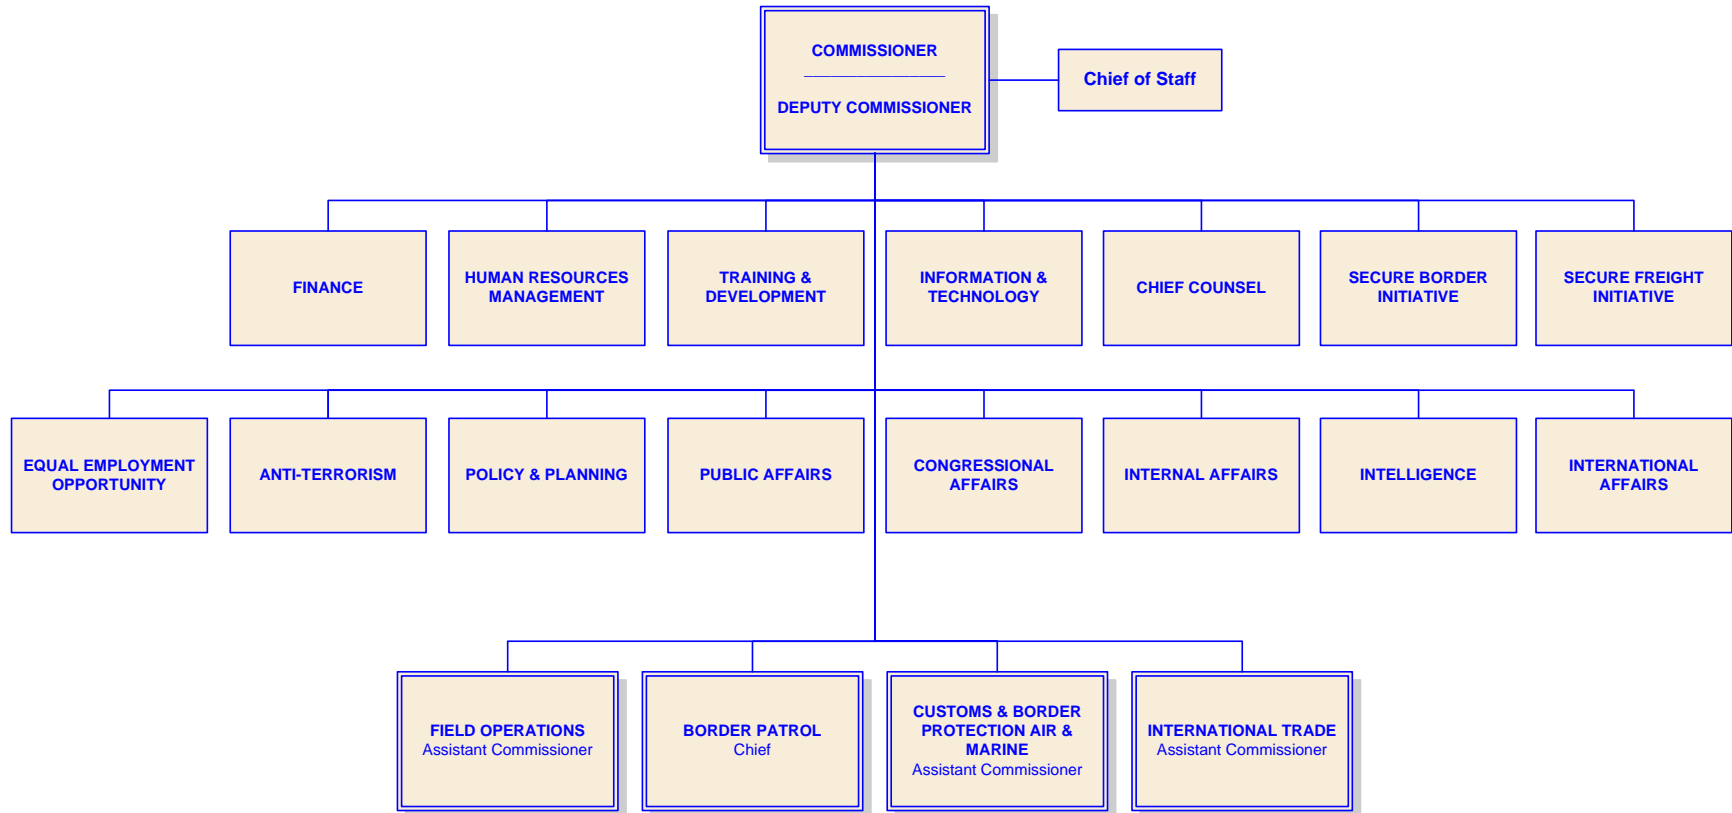 COMMISSIONER
________________
DEPUTY COMMISSIONER
Chief of Staff
FINANCE
HUMAN RESOURCES
MANAGEMENT
TRAINING &
DEVELOPMENT
INFORMATION &
TECHNOLOGY
CHIEF COUNSEL
SECURE BORDER
INITIATIVE
SECURE FREIGHT
INITIATIVE
EQUAL EMPLOYMENT
OPPORTUNITY
ANTI-TERRORISM
POLICY & PLANNING
PUBLIC AFFAIRS
CONGRESSIONAL
AFFAIRS
INTERNAL AFFAIRS
INTELLIGENCE
INTERNATIONAL
AFFAIRS
FIELD OPERATIONS
Assistant Commissioner
BORDER PATROL
Chief
CUSTOMS & BORDER
PROTECTION AIR &
MARINE
Assistant Commissioner
INTERNATIONAL TRADE
Assistant Commissioner